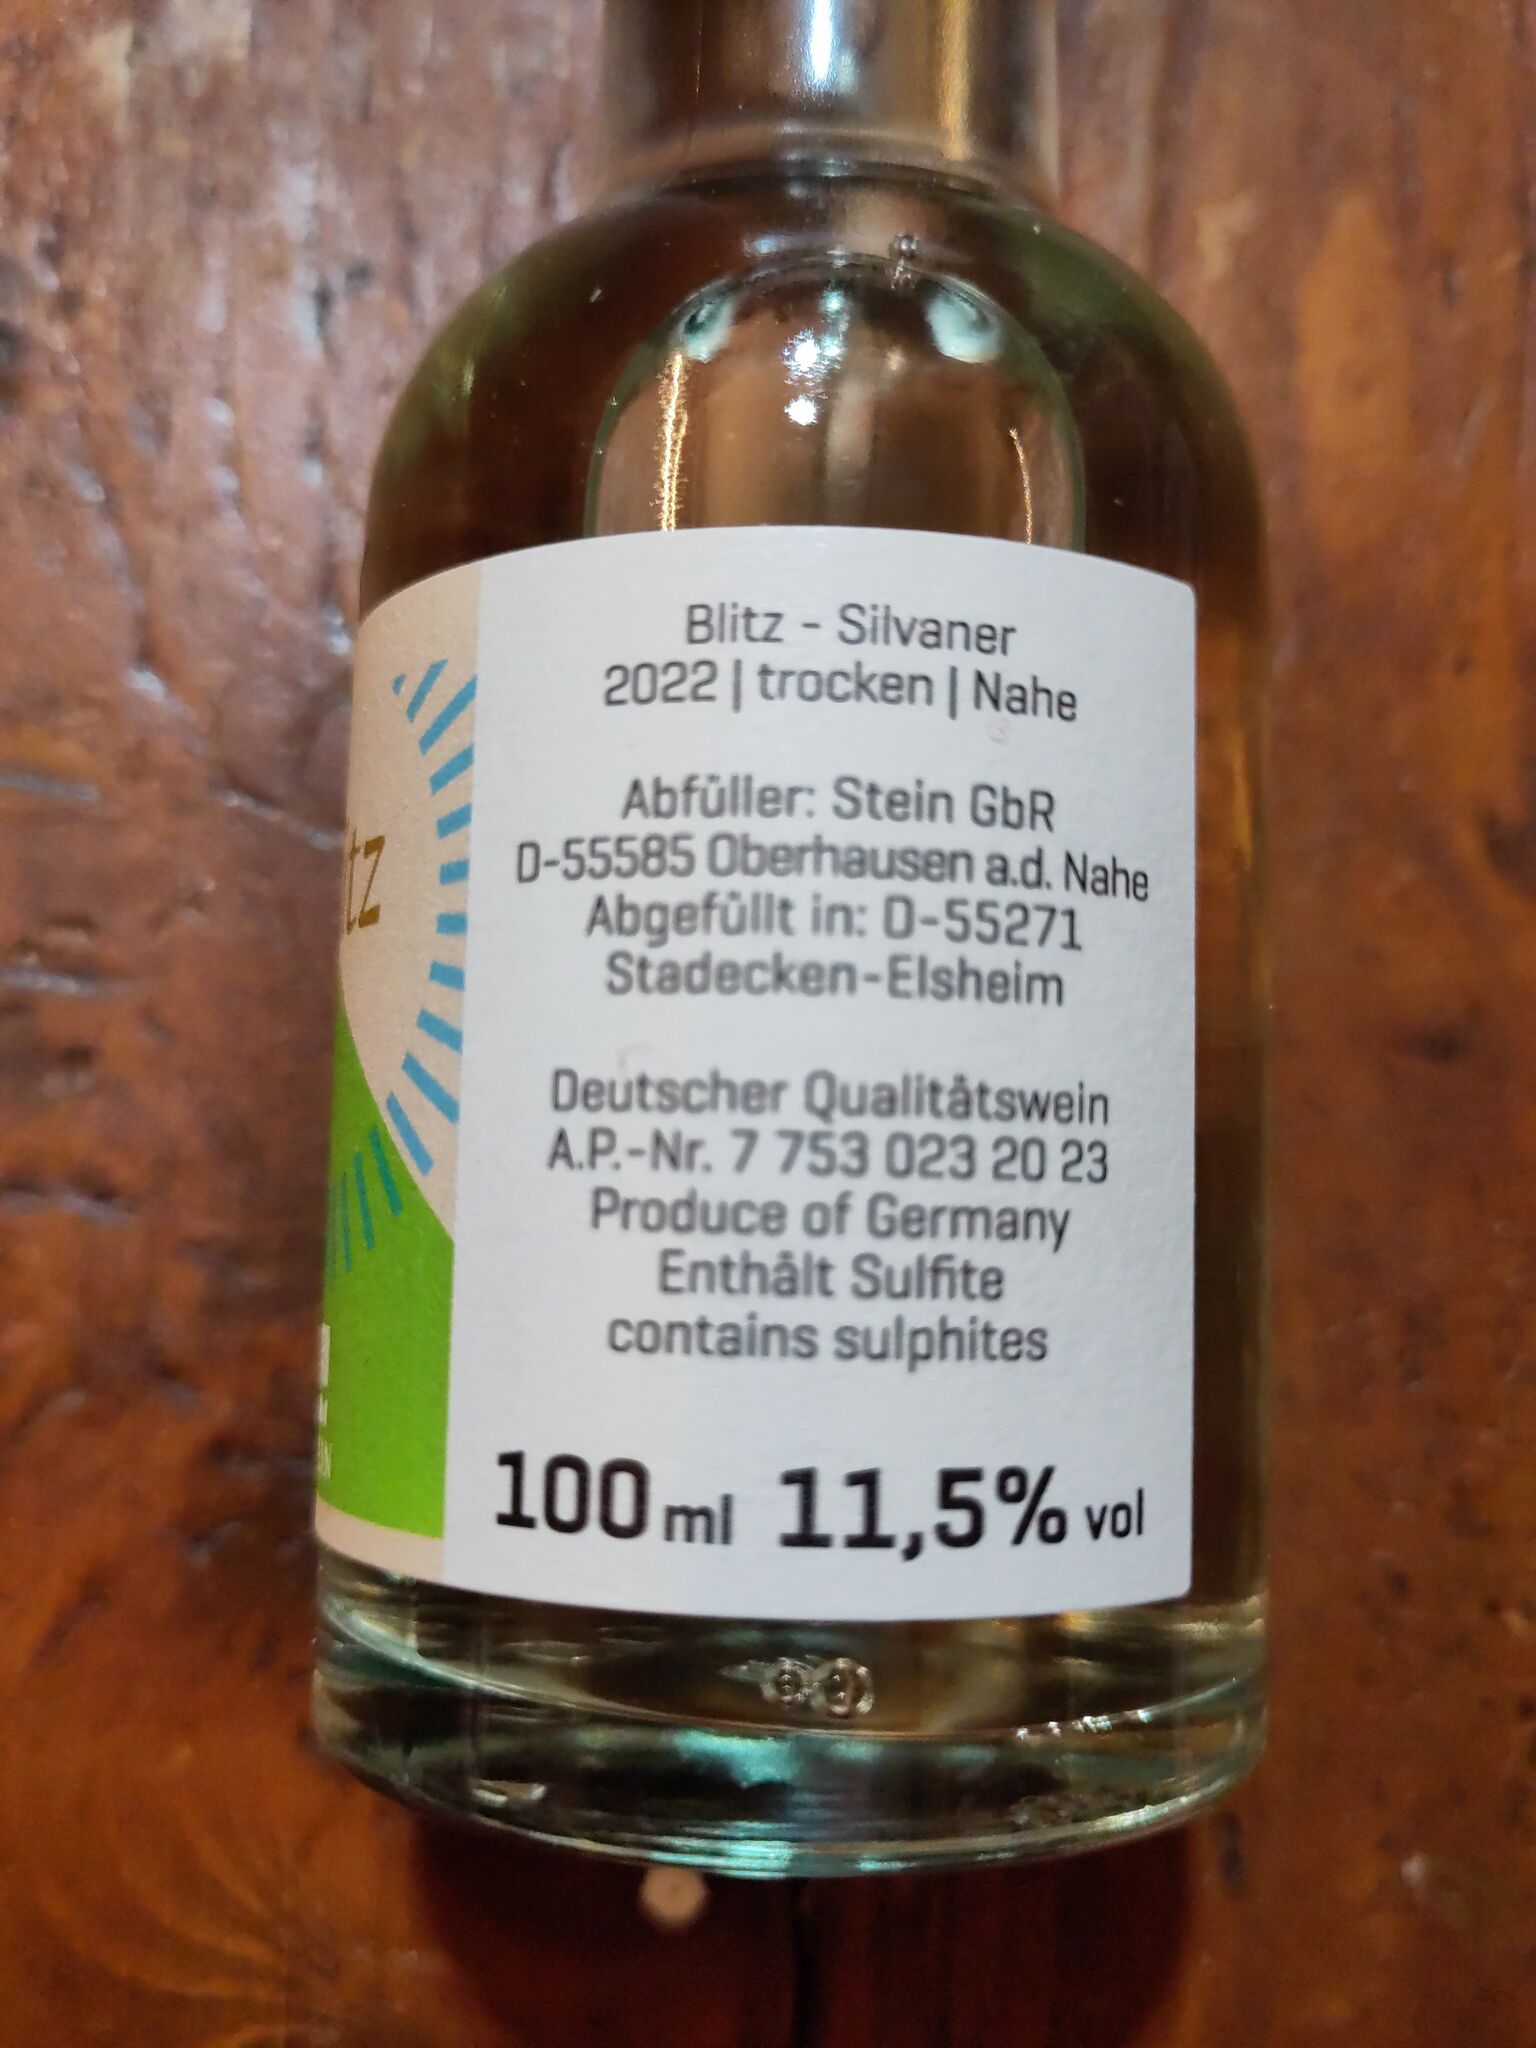 Blitz - Silvaner
2022 | trocken | Nahe
Abfüller: Stein GbR
D-55585 Oberhausen a.d. Nahe
Abgefüllt in: D-55271
Stadecken-Elsheim
Deutscher Qualitätswein
A.P.-Nr. 7 753 023 20 23
Produce of Germany
Enthält Sulfite
contains sulphites
100 ml 11,5% vol
tz